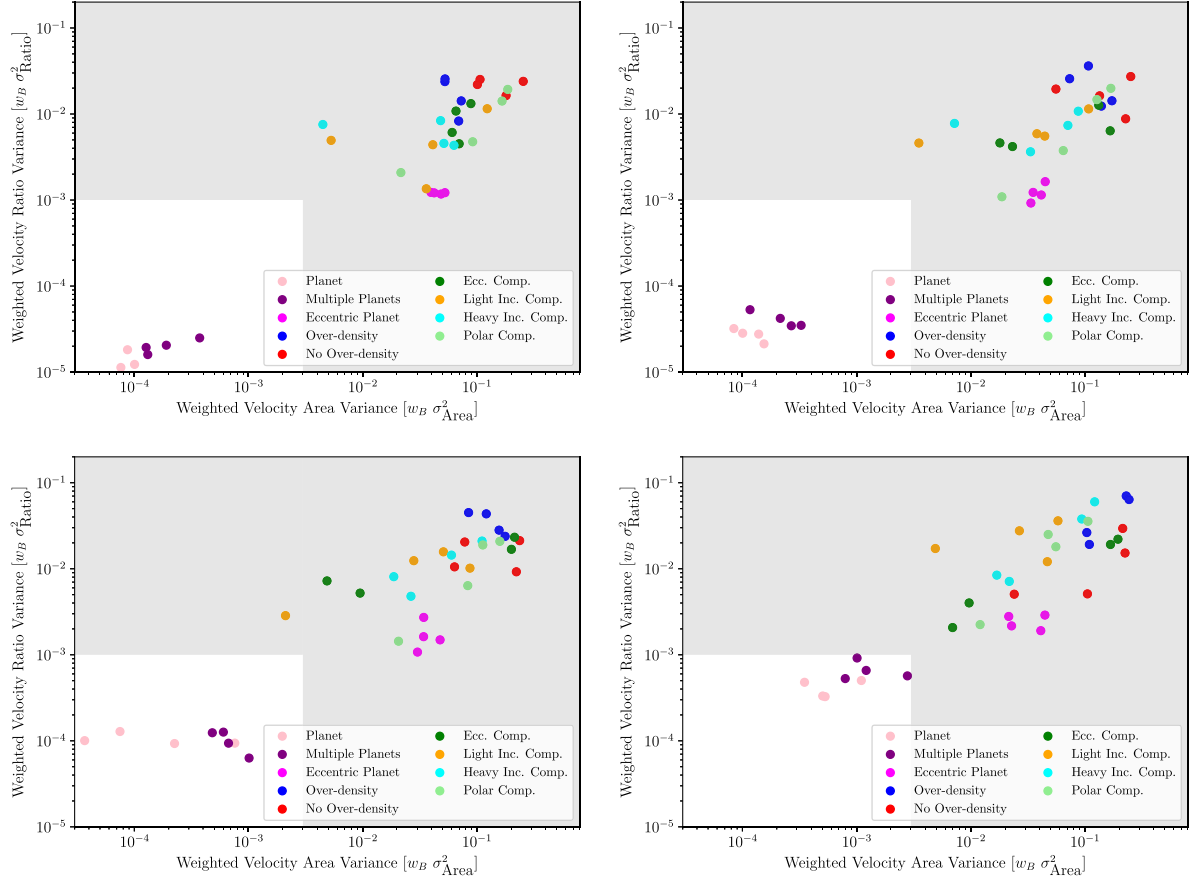 10⁻¹
10⁻²
10⁻³
10⁻⁴
10⁻⁵
Weighted Velocity Ratio Variance [w_B σ²_Ratio]
Planet
Multiple Planets
Eccentric Planet
Over-density
No Over-density
Ecc. Comp.
Light Inc. Comp.
Heavy Inc. Comp.
Polar Comp.
10⁻⁴ 10⁻³ 10⁻² 10⁻¹
Weighted Velocity Area Variance [w_B σ²_Area]
10⁻¹
10⁻²
10⁻³
10⁻⁴
10⁻⁵
Weighted Velocity Ratio Variance [w_B σ²_Ratio]
Planet
Multiple Planets
Eccentric Planet
Over-density
No Over-density
Ecc. Comp.
Light Inc. Comp.
Heavy Inc. Comp.
Polar Comp.
10⁻⁴ 10⁻³ 10⁻² 10⁻¹
Weighted Velocity Area Variance [w_B σ²_Area]
10⁻¹
10⁻²
10⁻³
10⁻⁴
10⁻⁵
Weighted Velocity Ratio Variance [w_B σ²_Ratio]
Planet
Multiple Planets
Eccentric Planet
Over-density
No Over-density
Ecc. Comp.
Light Inc. Comp.
Heavy Inc. Comp.
Polar Comp.
10⁻⁴ 10⁻³ 10⁻² 10⁻¹
Weighted Velocity Area Variance [w_B σ²_Area]
10⁻¹
10⁻²
10⁻³
10⁻⁴
10⁻⁵
Weighted Velocity Ratio Variance [w_B σ²_Ratio]
Planet
Multiple Planets
Eccentric Planet
Over-density
No Over-density
Ecc. Comp.
Light Inc. Comp.
Heavy Inc. Comp.
Polar Comp.
10⁻⁴ 10⁻³ 10⁻² 10⁻¹
Weighted Velocity Area Variance [w_B σ²_Area]